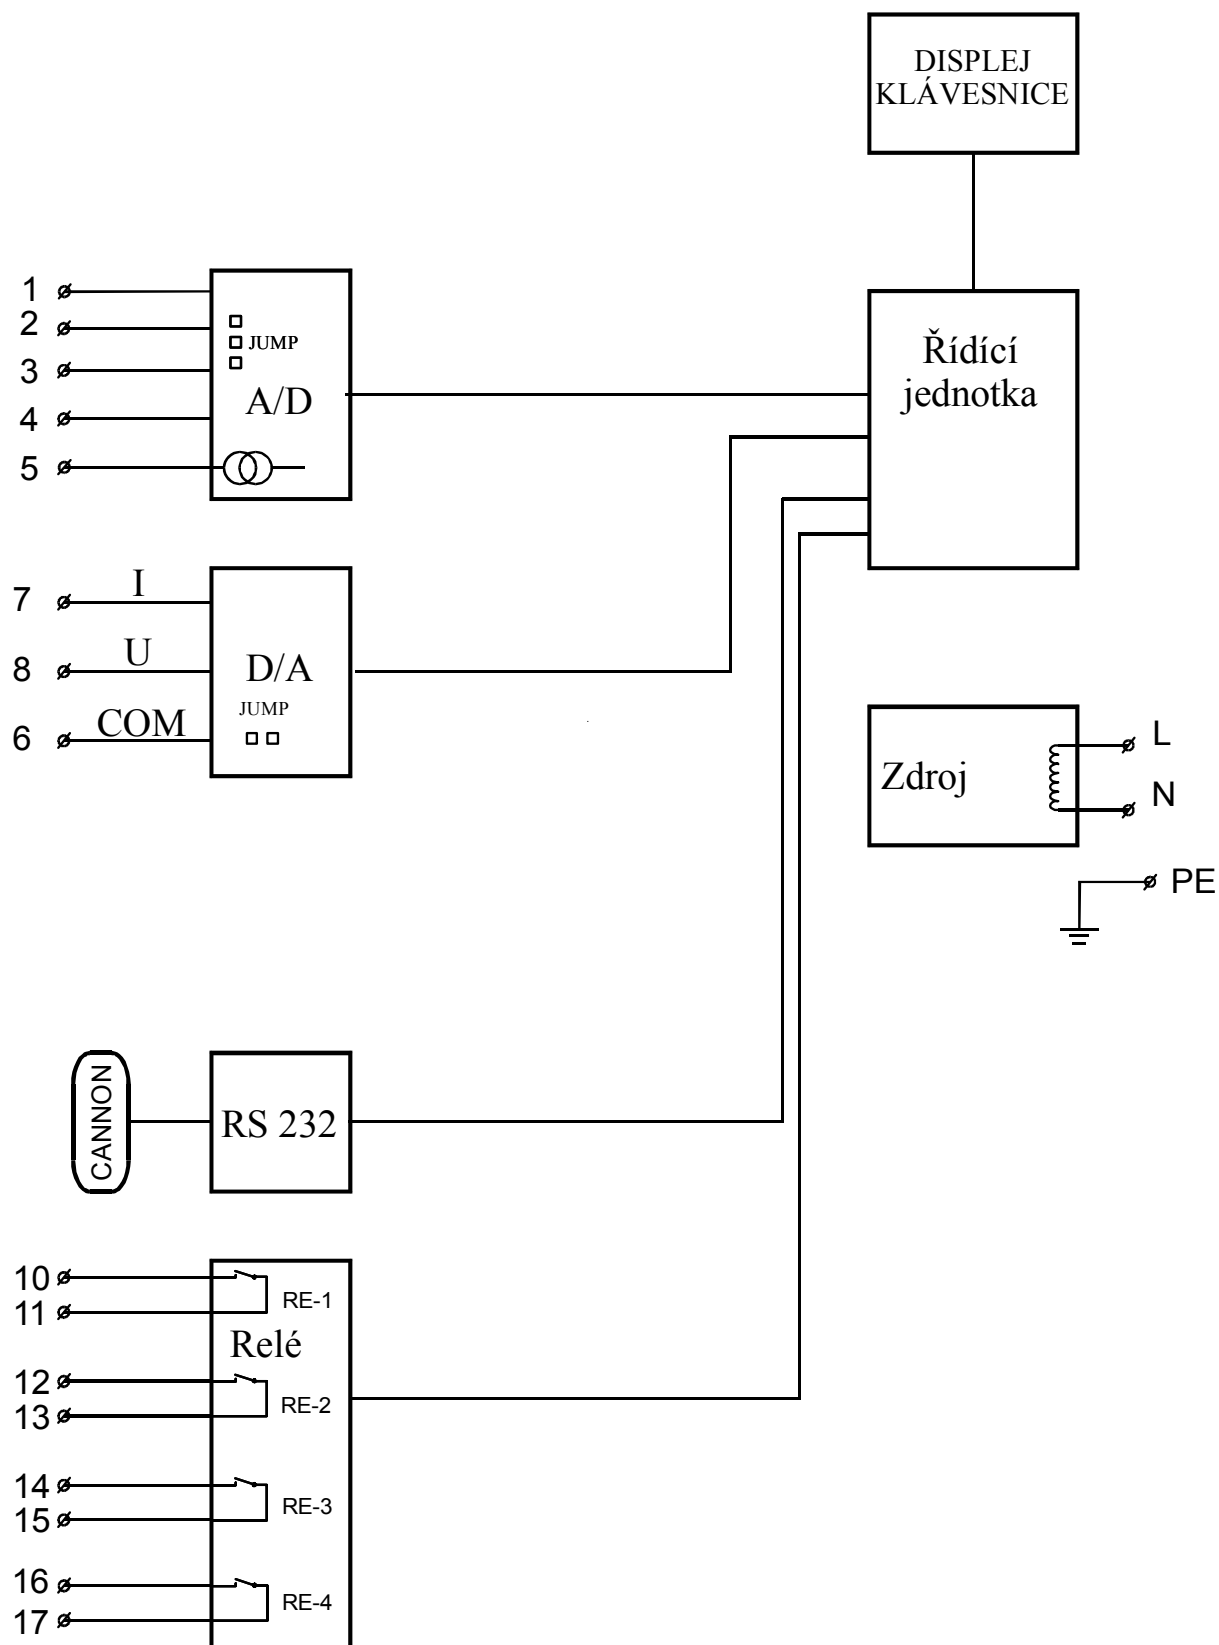 DISPLEJ
KLÁVESNICE
1
2
3
4
5
JUMP
A/D
Řídící
jednotka
7
I
8
U
6
COM
D/A
JUMP
Zdroj
L
N
PE
CANNON
RS 232
10
11
RE-1
Relé
12
13
RE-2
14
15
RE-3
16
17
RE-4